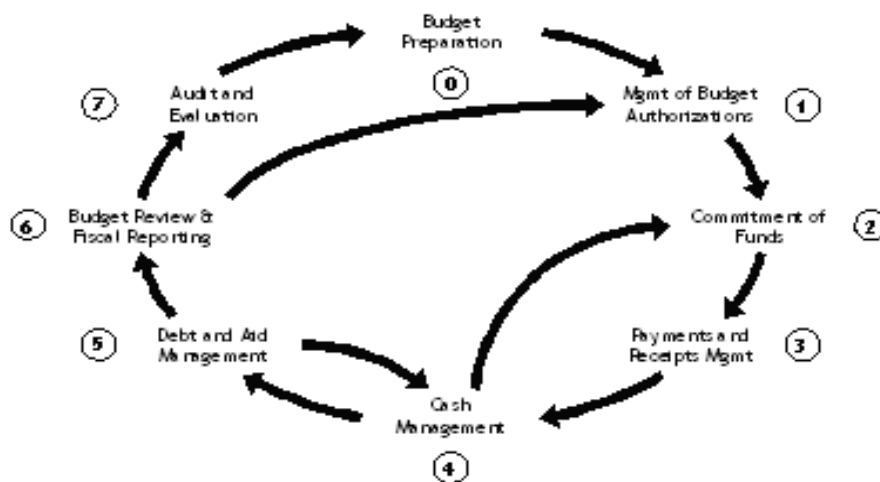 Budget
Preparation
0
Mgmt of Budget
Authorizations
1
Commitment of
Funds
2
Payments and
Receipts Mgmt
3
Cash
Management
4
Debt and Aid
Management
5
Budget Review &
Fiscal Reporting
6
Audit and
Evaluation
7